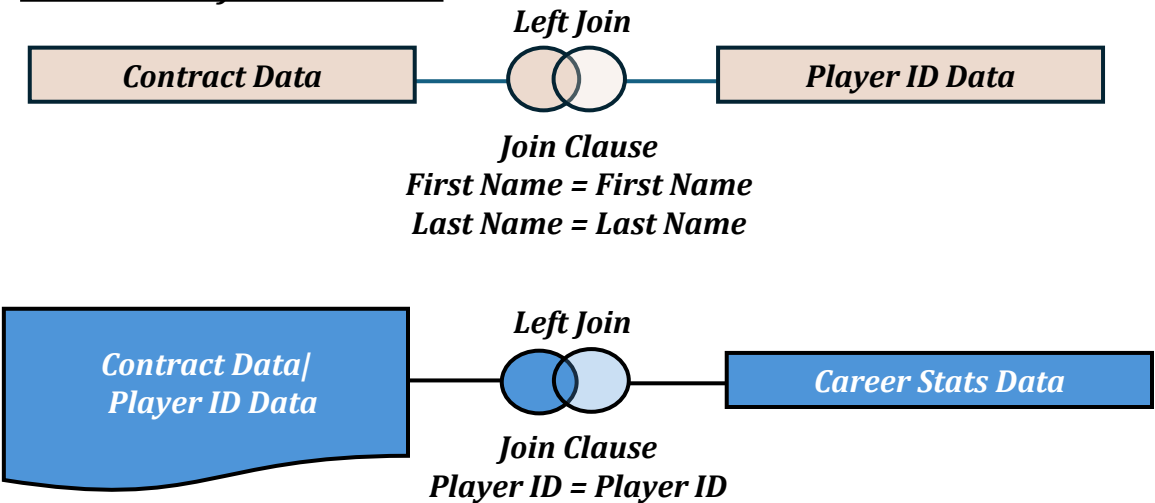 Left Join
Contract Data
Player ID Data
Join Clause
First Name = First Name
Last Name = Last Name
Left Join
Contract Data/
Player ID Data
Career Stats Data
Join Clause
Player ID = Player ID